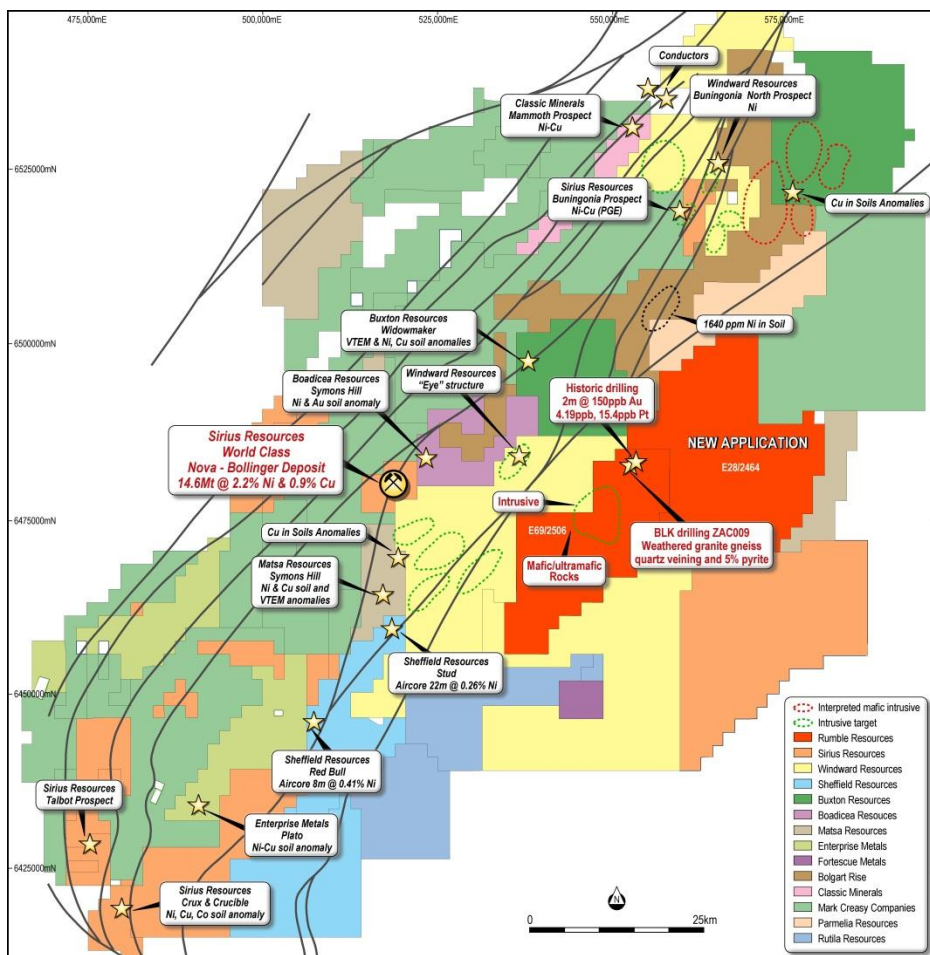 475,000mE
500,000mE
525,000mE
550,000mE
575,000mE
6525000mN
6500000mN
6475000mN
6450000mN
6425000mN
Conductors
Classic Minerals
Mammoth Prospect
Ni-Cu
Windward Resources
Buningonia North Prospect
Ni
Sirius Resources
Buningonia Prospect
Ni-Cu (PGE)
Cu in Soils Anomalies
1640 ppm Ni in Soil
Buxton Resources
Widowmaker
VTEM & Ni, Cu soil anomalies
Boadicea Resources
Symons Hill
Ni & Au soil anomaly
Windward Resources
"Eye" structure
Historic drilling
2m @ 150ppb Au
4.19ppb, 15.4ppb Pt
NEW APPLICATION
E28/2464
Sirius Resources
World Class
Nova - Bollinger Deposit
14.6Mt @ 2.2% Ni & 0.9% Cu
Intrusive
E69/2506
Cu in Soils Anomalies
Mafic/ultramafic
Rocks
BLK drilling ZAC009
Weathered granite gneiss
quartz veining and 5% pyrite
Matsa Resources
Symons Hill
Ni & Cu soil and
VTEM anomalies
Sheffield Resources
Stud
Aircore 22m @ 0.26% Ni
Sheffield Resources
Red Bull
Aircore 8m @ 0.41% Ni
Sirius Resources
Talbot Prospect
Enterprise Metals
Plato
Ni-Cu soil anomaly
Sirius Resources
Crux & Crucible
Ni, Cu, Co soil anomaly
N
0
25km
Interpreted mafic intrusive
Intrusive target
Rumble Resources
Sirius Resources
Windward Resources
Sheffield Resources
Buxton Resources
Boadicea Resources
Matsa Resources
Enterprise Metals
Fortescue Metals
Bolgart Rise
Classic Minerals
Mark Creasy Companies
Parmelia Resources
Rutila Resources